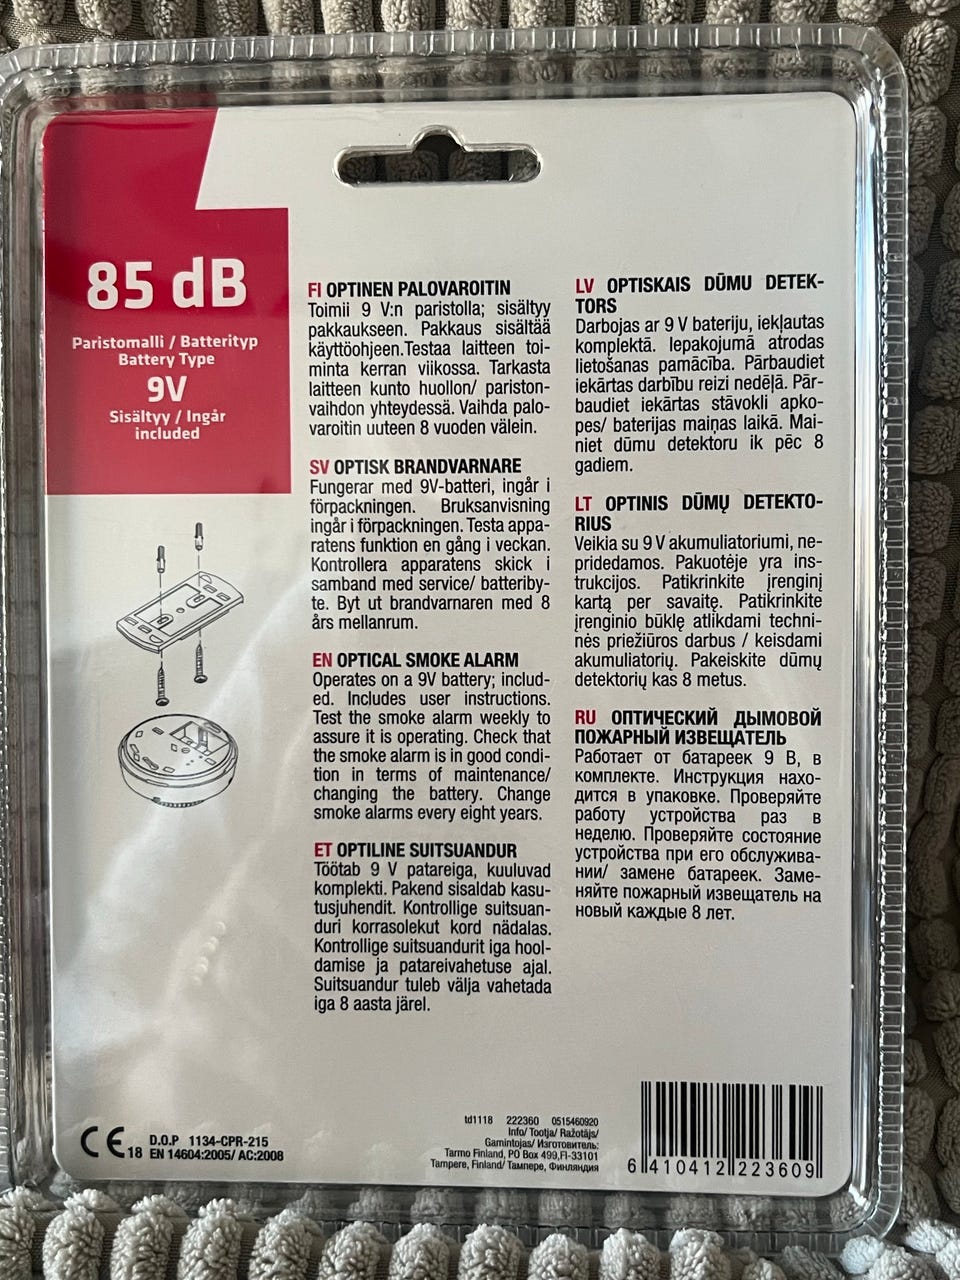 85 dB
Paristomalli / Batterityp
Battery Type
9V
Sisältyy / Ingår
included
FI OPTINEN PALOVAROITIN
Toimii 9 V:n paristolla; sisältyy
pakkaukseen. Pakkaus sisältää
käyttöohjeen.Testaa laitteen toi-
minta kerran viikossa. Tarkasta
laitteen kunto huollon/ pariston-
vaihdon yhteydessä. Vaihda palo-
varoitin uuteen 8 vuoden välein.
SV OPTISK BRANDVARNARE
Fungerar med 9V-batteri, ingår i
förpackningen. Bruksanvisning
ingår i förpackningen. Testa appa-
ratens funktion en gång i veckan.
Kontrollera apparatens skick i
samband med service/ batteriby-
te. Byt ut brandvarnaren med 8
års mellanrum.
EN OPTICAL SMOKE ALARM
Operates on a 9V battery; includ-
ed. Includes user instructions.
Test the smoke alarm weekly to
assure it is operating. Check that
the smoke alarm is in good condi-
tion in terms of maintenance/
changing the battery. Change
smoke alarms every eight years.
ET OPTILINE SUITSUANDUR
Töötab 9 V patareiga, kuuluvad
komplekti. Pakend sisaldab kasu-
tusjuhendit. Kontrollige suitsuan-
duri korrasolekut kord nädalas.
Kontrollige suitsuandurit iga hool-
damise ja patareivahetuse ajal.
Suitsuandur tuleb välja vahetada
iga 8 aasta järel.
LV OPTISKAIS DŪMU DETEK-
TORS
Darbojas ar 9 V bateriju, iekļautas
komplektā. Iepakojumā atrodas
lietošanas pamācība. Pārbaudiet
iekārtas darbību reizi nedēļā. Pār-
baudiet iekārtas stāvokli apko-
pes/ baterijas maiņas laikā. Mai-
niet dūmu detektoru ik pēc 8
gadiem.
LT OPTINIS DŪMŲ DETEKTO-
RIUS
Veikia su 9 V akumuliatoriumi, ne-
pridedamos. Pakuotėje yra ins-
trukcijos. Patikrinkite įrenginį
kartą per savaitę. Patikrinkite
įrenginio būklę atlikdami techni-
nės priežiūros darbus / keisdami
akumuliatorių. Pakeiskite dūmų
detektorių kas 8 metus.
RU ОПТИЧЕСКИЙ ДЫМОВОЙ
ПОЖАРНЫЙ ИЗВЕЩАТЕЛЬ
Работает от батареек 9 В, в
комплекте. Инструкция нахо-
дится в упаковке. Проверяйте
работу устройства раз в
неделю. Проверяйте состояние
устройства при его обслужива-
нии/ замене батареек. Заме-
няйте пожарный извещатель на
новый каждые 8 лет.
CE 18 D.O.P 1134-CPR-215
EN 14604:2005/ AC:2008
td1118 222360 0515460920
Info/ Tootja/ Ražotājs/
Gamintojas/ Изготовитель:
Tarmo Finland, PO Box 499,FI-33101
Tampere, Finland/ Тампере, Финляндия
6 410412 223609